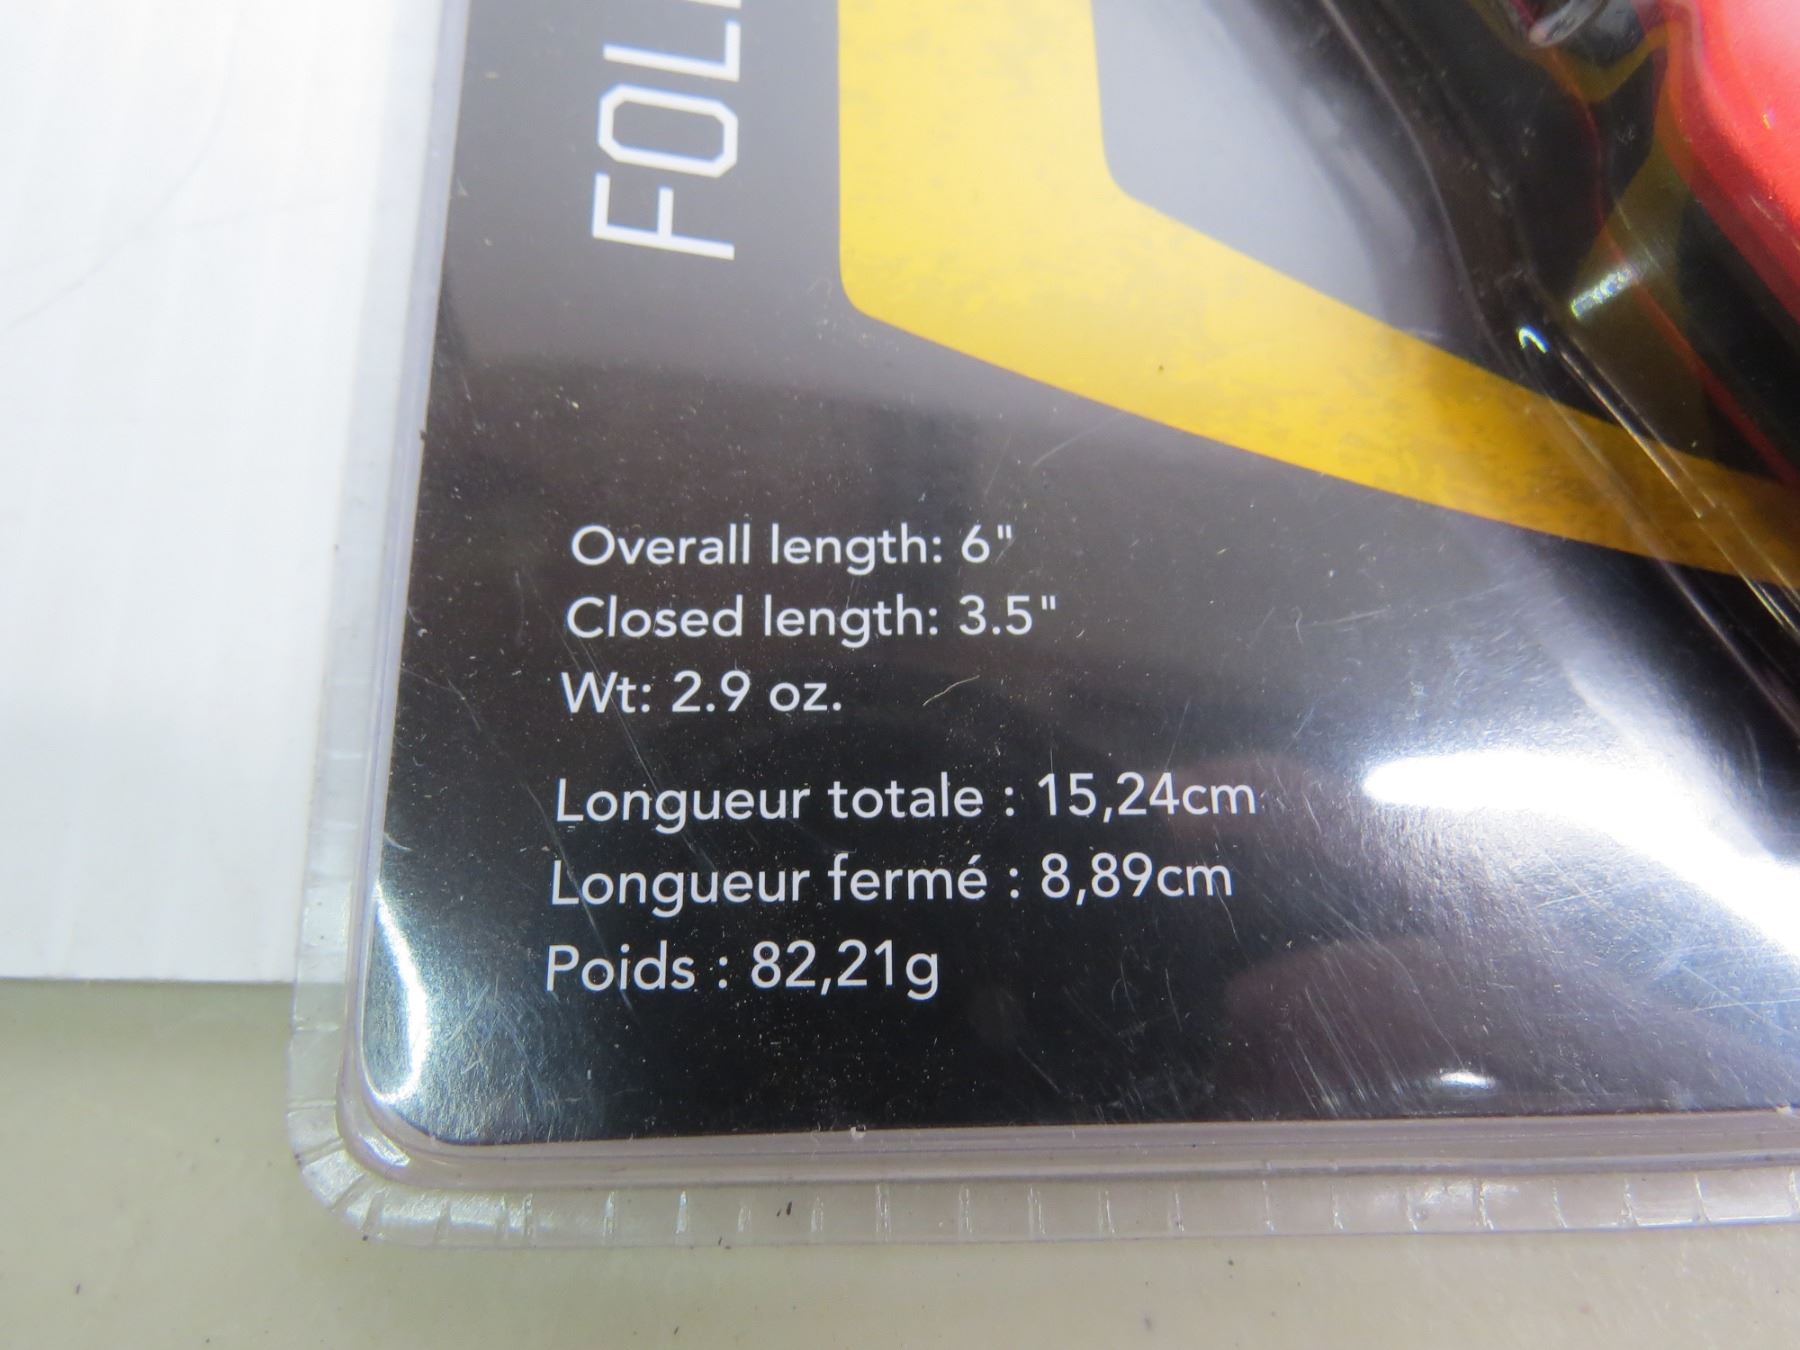 Overall length: 6"
Closed length: 3.5"
Wt: 2.9 oz.
Longueur totale : 15,24cm
Longueur fermé : 8,89cm
Poids : 82,21g